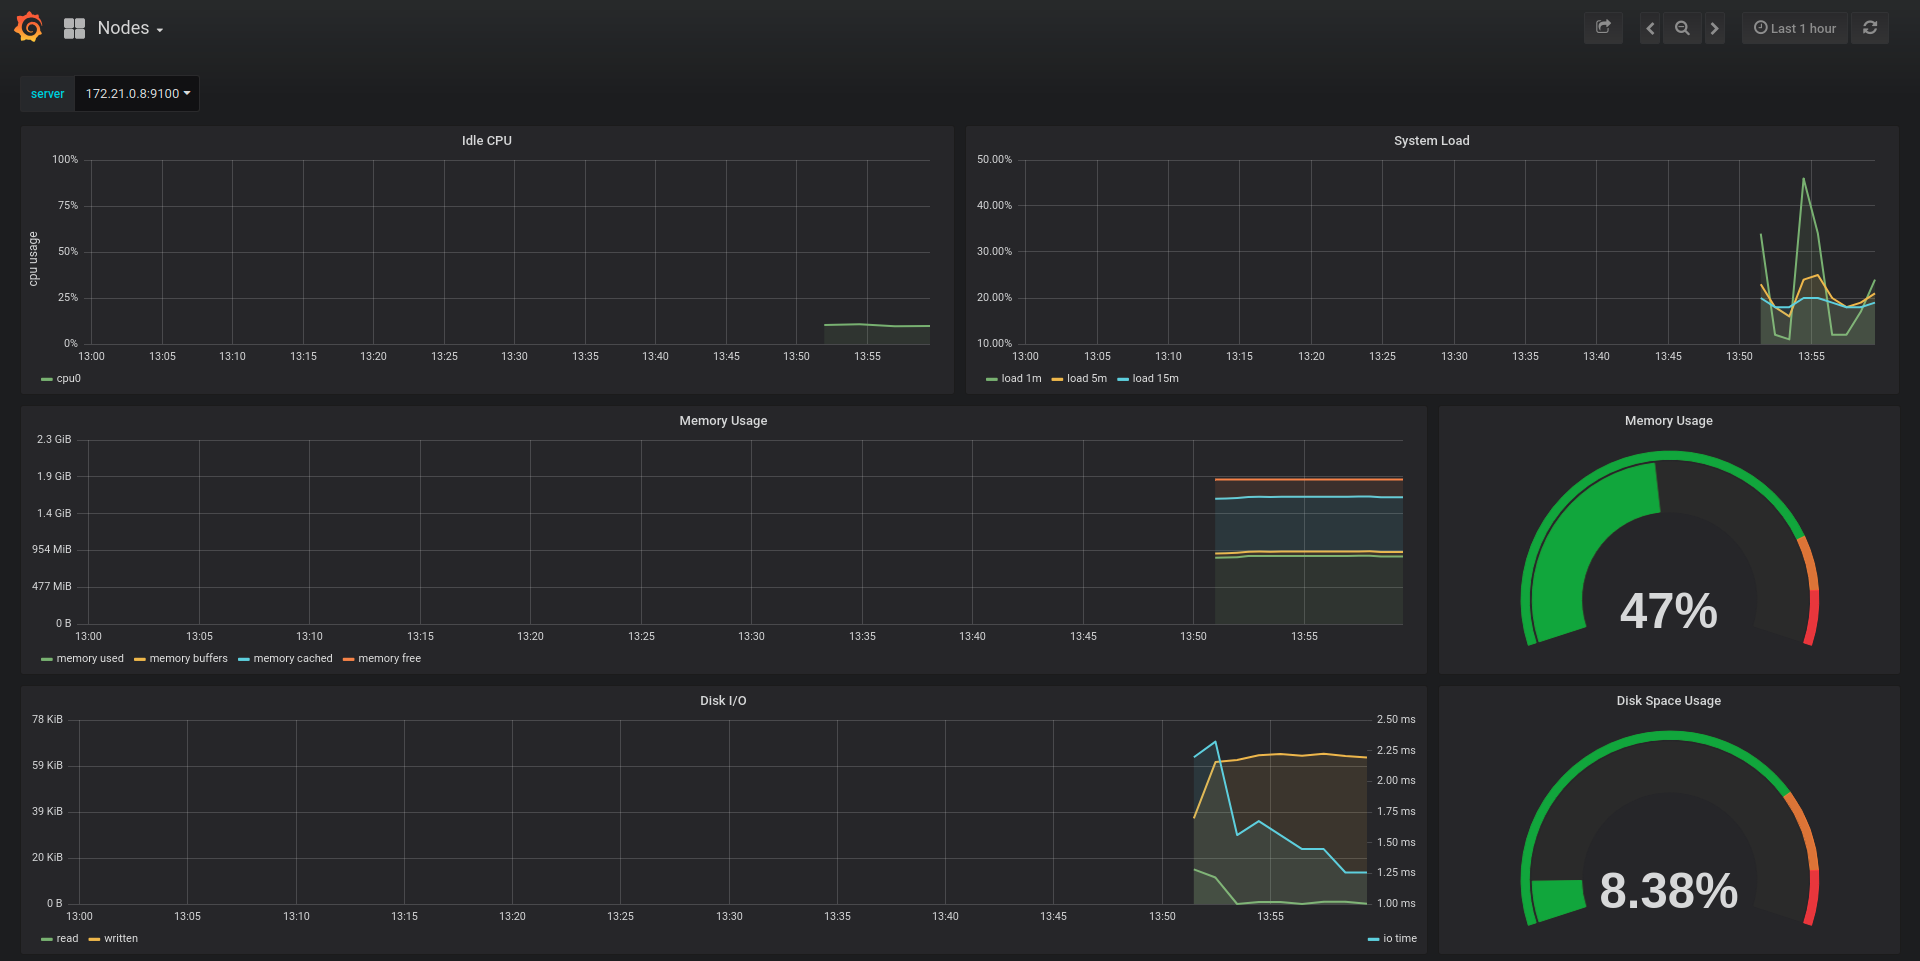 Nodes
Last 1 hour
server 172.21.0.8:9100
Idle CPU
100%
75%
50%
25%
0%
cpu usage
13:00 13:05 13:10 13:15 13:20 13:25 13:30 13:35 13:40 13:45 13:50 13:55
cpu0
System Load
50.00%
40.00%
30.00%
20.00%
10.00%
13:00 13:05 13:10 13:15 13:20 13:25 13:30 13:35 13:40 13:45 13:50 13:55
load 1m load 5m load 15m
Memory Usage
2.3 GiB
1.9 GiB
1.4 GiB
954 MiB
477 MiB
0 B
13:00 13:05 13:10 13:15 13:20 13:25 13:30 13:35 13:40 13:45 13:50 13:55
memory used memory buffers memory cached memory free
Memory Usage
47%
Disk I/O
78 KiB
59 KiB
39 KiB
20 KiB
0 B
2.50 ms
2.25 ms
2.00 ms
1.75 ms
1.50 ms
1.25 ms
1.00 ms
13:00 13:05 13:10 13:15 13:20 13:25 13:30 13:35 13:40 13:45 13:50 13:55
read written io time
Disk Space Usage
8.38%